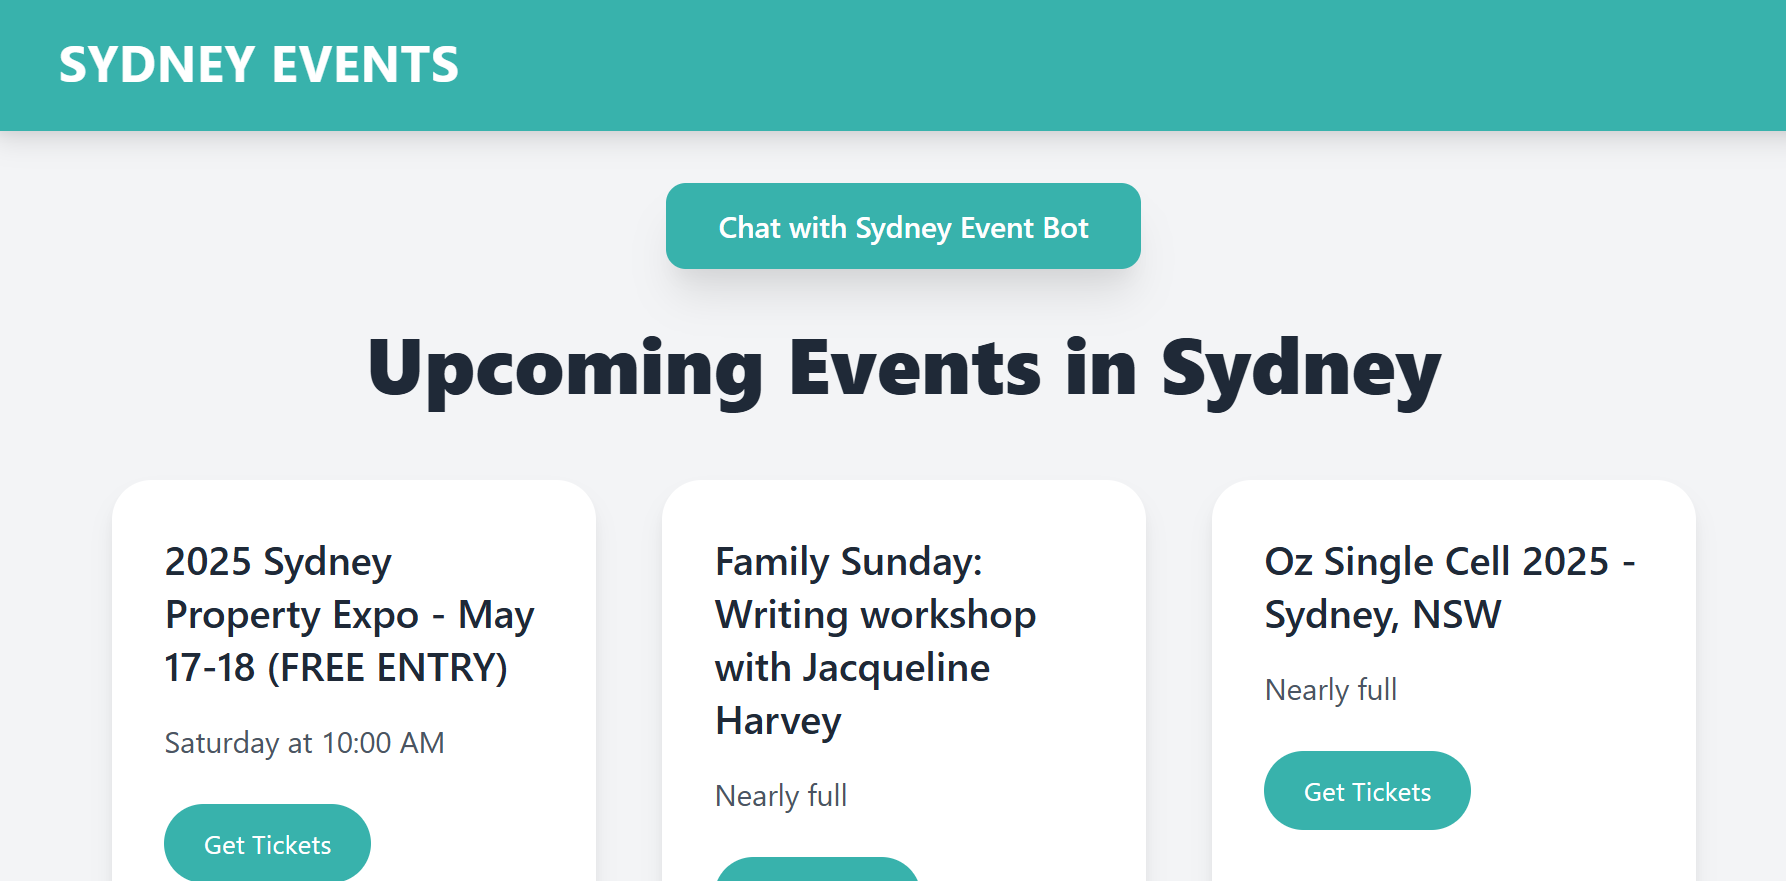 SYDNEY EVENTS
Chat with Sydney Event Bot
Upcoming Events in Sydney
2025 Sydney
Property Expo - May
17-18 (FREE ENTRY)
Saturday at 10:00 AM
Get Tickets
Family Sunday:
Writing workshop
with Jacqueline
Harvey
Nearly full
Oz Single Cell 2025 -
Sydney, NSW
Nearly full
Get Tickets